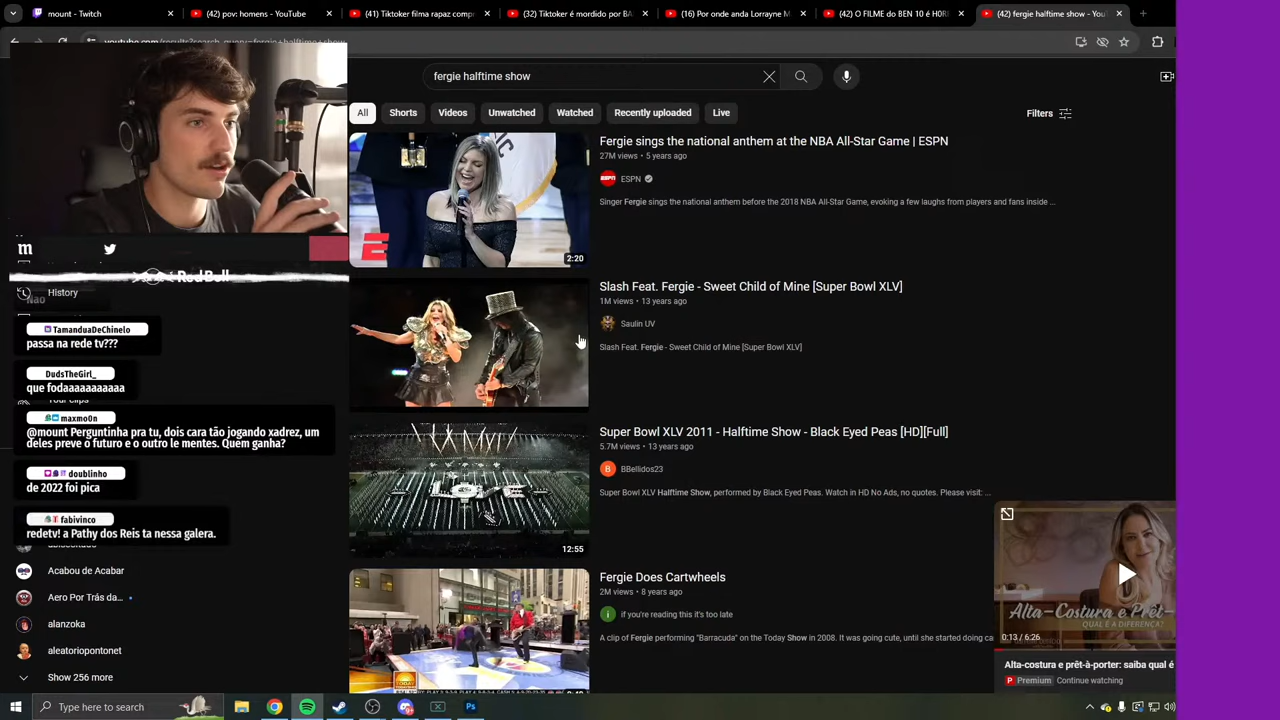 mount - Twitch
(42) pov: homens - YouTube
(41) Tiktoker filma rapaz compr
(32) Tiktoker é mordido por BA
(16) Por onde anda Lorrayne M
(42) O FILME do BEN 10 é H0RR
(42) fergie halftime show - You
fergie halftime show
All
Shorts
Videos
Unwatched
Watched
Recently uploaded
Live
Filters
Fergie sings the national anthem at the NBA All-Star Game | ESPN
27M views • 5 years ago
ESPN
Singer Fergie sings the national anthem before the 2018 NBA All-Star Game, evoking a few laughs from players and fans inside ...
2:20
Slash Feat. Fergie - Sweet Child of Mine [Super Bowl XLV]
1M views • 13 years ago
Saulin UV
Slash Feat. Fergie - Sweet Child of Mine [Super Bowl XLV]
Super Bowl XLV 2011 - Halftime Show - Black Eyed Peas [HD][Full]
5.7M views • 13 years ago
BBellidos23
Super Bowl XLV Halftime Show, performed by Black Eyed Peas. Watch in HD No Ads, no quotes. Please visit: ...
12:55
Fergie Does Cartwheels
2M views • 8 years ago
if you're reading this it's too late
A clip of Fergie performing "Barracuda" on the Today Show in 2008. It was going cute, until she started doing ca
TODAY
m
Red Bull
History
Nao
TamanduaDeChinelo
passa na rede tv???
DudsTheGirl_
que fodaaaaaaaaaa
maxmo0n
@mount Perguntinha pra tu, dois cara tão jogando xadrez, um
deles preve o futuro e o outro le mentes. Quem ganha?
doublinho
de 2022 foi pica
fabivinco
redetv! a Pathy dos Reis ta nessa galera.
Acabou de Acabar
Aero Por Trás da...
alanzoka
aleatoriopontonet
Show 256 more
Alta-Costura e Prêt-
QUAL É A DIFERENÇA?
0:13 / 6:26
Alta-costura e prêt-à-porter: saiba qual é
P Premium Continue watching
Type here to search